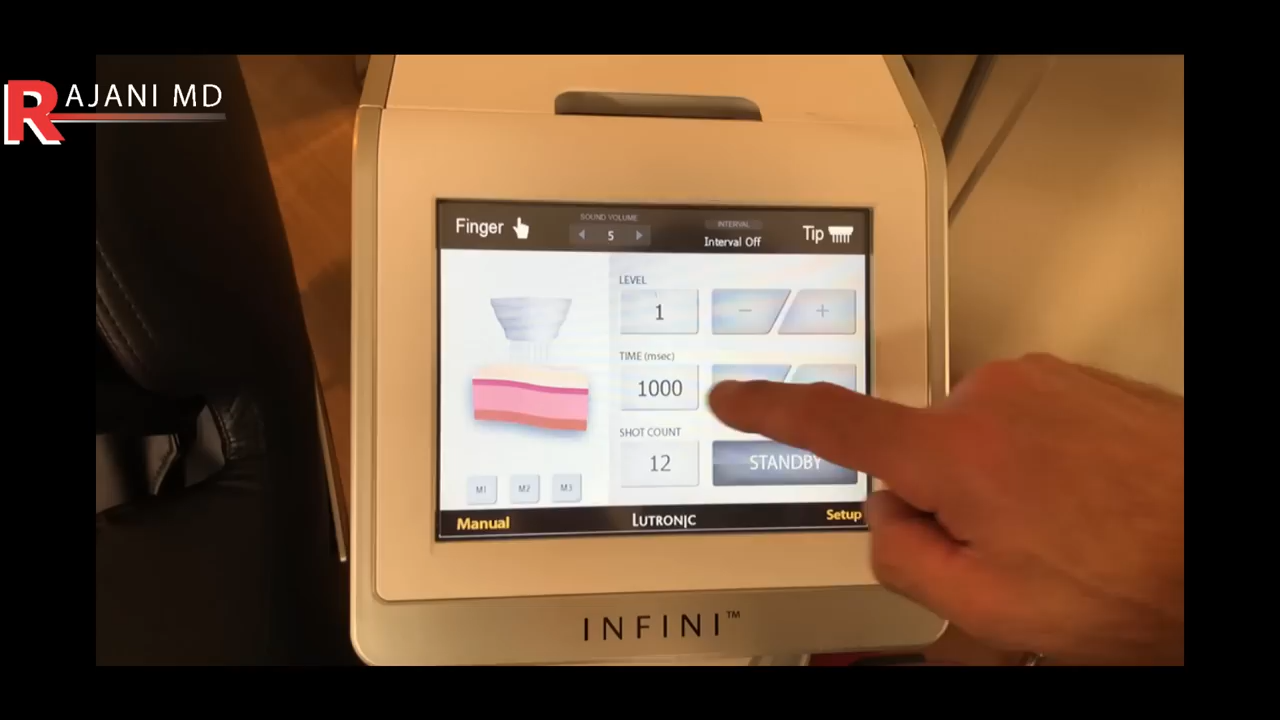 RAJANI MD
Finger
SOUND VOLUME
5
INTERVAL
Interval Off
Tip
LEVEL
1
- +
TIME (msec)
1000
SHOT COUNT
12
STANDBY
M1 M2 M3
Manual
LUTRONIC
Setup
INFINI™